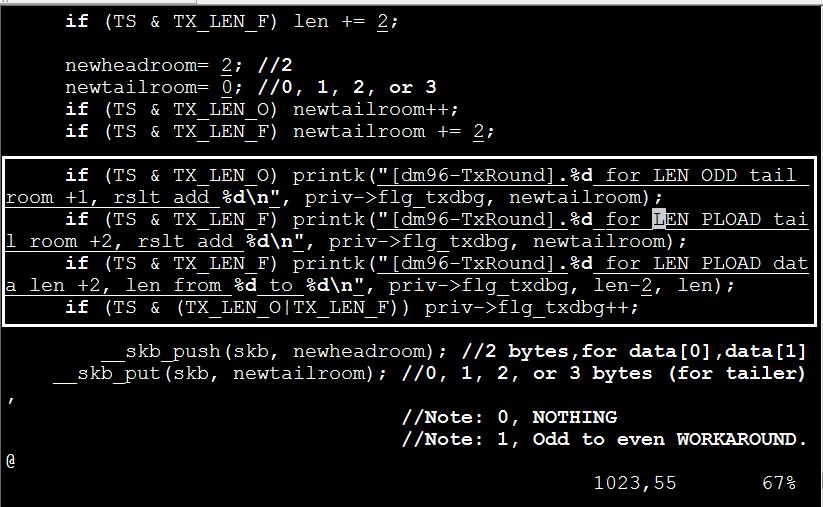 if (TS & TX_LEN_F) len += 2;
newheadroom= 2; //2
newtailroom= 0; //0, 1, 2, or 3
if (TS & TX_LEN_O) newtailroom++;
if (TS & TX_LEN_F) newtailroom += 2;
if (TS & TX_LEN_O) printk("[dm96-TxRound].%d for LEN ODD tail
room +1, rslt add %d\n", priv->flg_txdbg, newtailroom);
if (TS & TX_LEN_F) printk("[dm96-TxRound].%d for LEN PLOAD tai
l room +2, rslt add %d\n", priv->flg_txdbg, newtailroom);
if (TS & TX_LEN_F) printk("[dm96-TxRound].%d for LEN PLOAD dat
a len +2, len from %d to %d\n", priv->flg_txdbg, len-2, len);
if (TS & (TX_LEN_O|TX_LEN_F)) priv->flg_txdbg++;
__skb_push(skb, newheadroom); //2 bytes,for data[0],data[1]
__skb_put(skb, newtailroom); //0, 1, 2, or 3 bytes (for tailer)
,
//Note: 0, NOTHING
//Note: 1, Odd to even WORKAROUND.
@
1023,55 67%